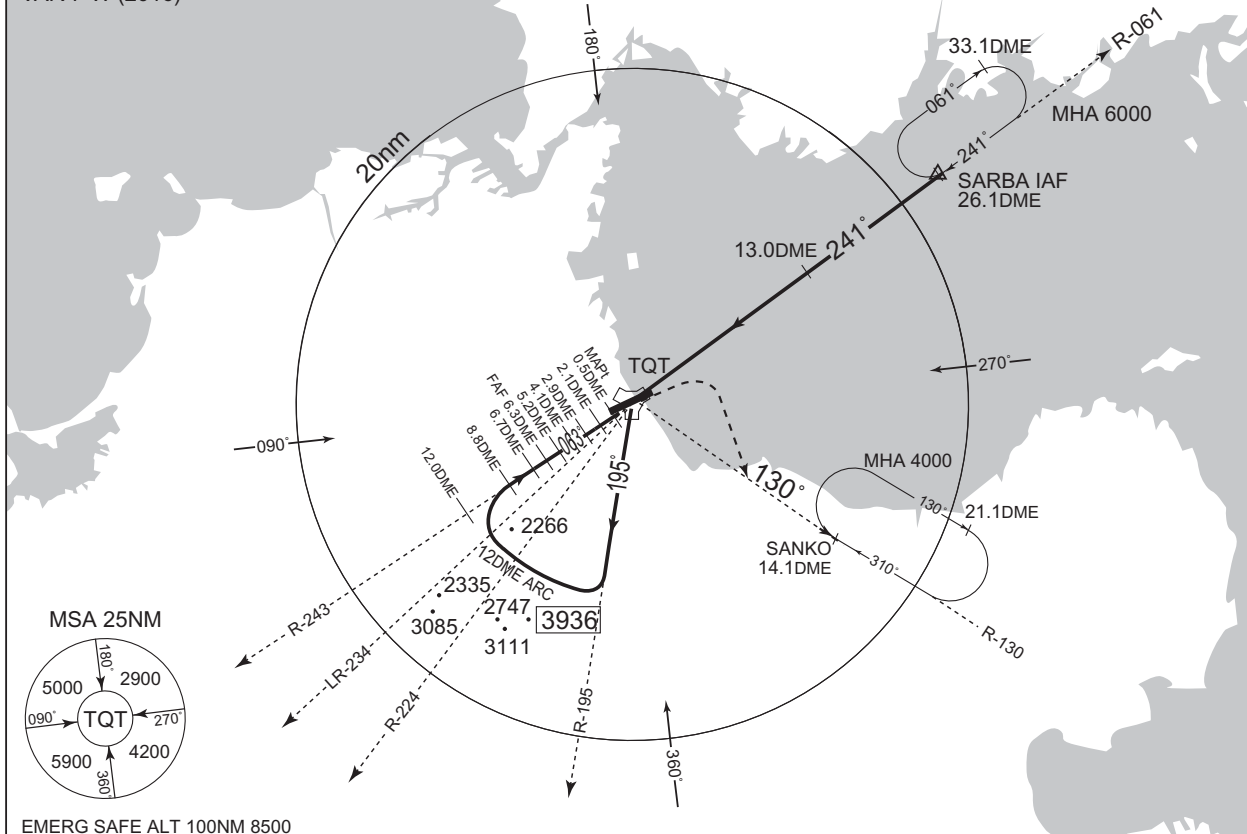 180°
33.1DME
R-061
061°
MHA 6000
20nm
241°
SARBA IAF
26.1DME
13.0DME
241°
TQT
270°
MAPt
0.5DME
2.1DME
2.9DME
4.1DME
5.2DME
FAF 6.3DME
6.7DME
8.8DME
12.0DME
063°
090°
195°
130°
MHA 4000
130°
21.1DME
SANKO
14.1DME
310°
2266
12DME ARC
2335
3085
2747
3936
3111
R-130
R-243
LR-234
R-224
R-195
360°
MSA 25NM
180°
5000
2900
090°
TQT
270°
5900
4200
360°
EMERG SAFE ALT 100NM 8500